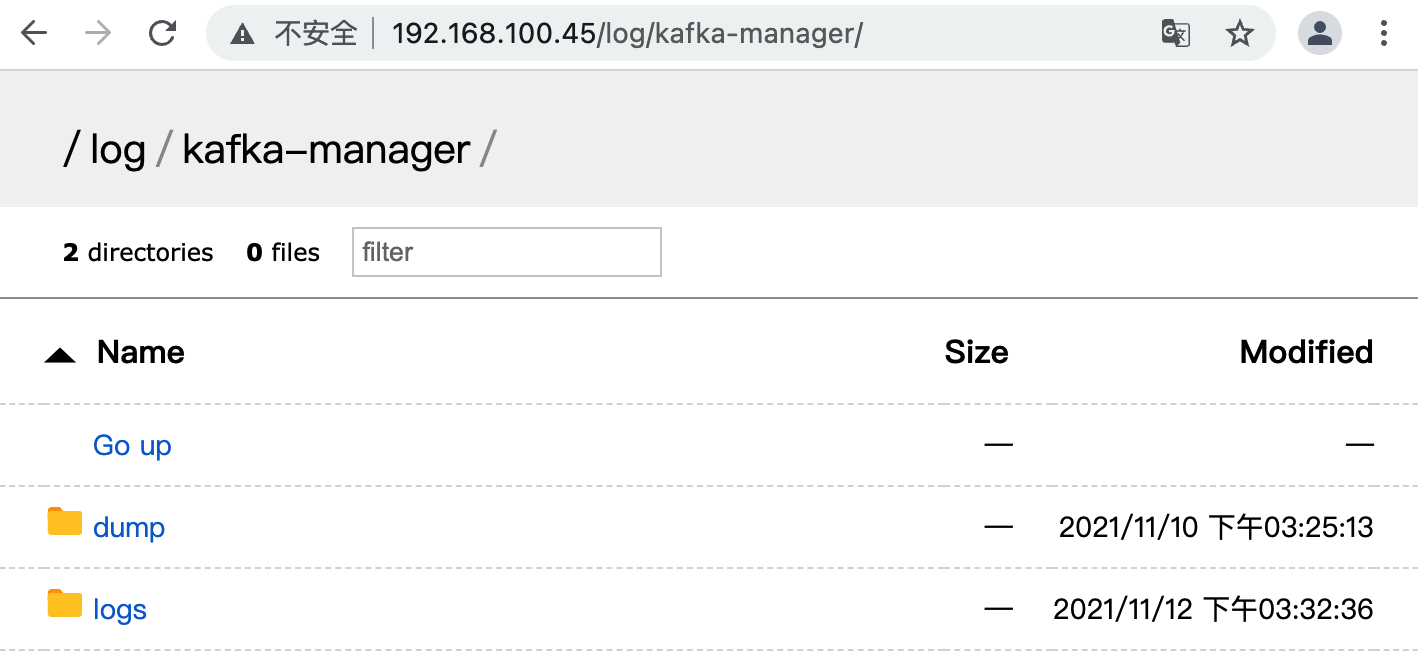 不安全 192.168.100.45/log/kafka-manager/
/ log / kafka-manager /
2 directories 0 files filter
Name Size Modified
Go up — —
dump — 2021/11/10 下午03:25:13
logs — 2021/11/12 下午03:32:36